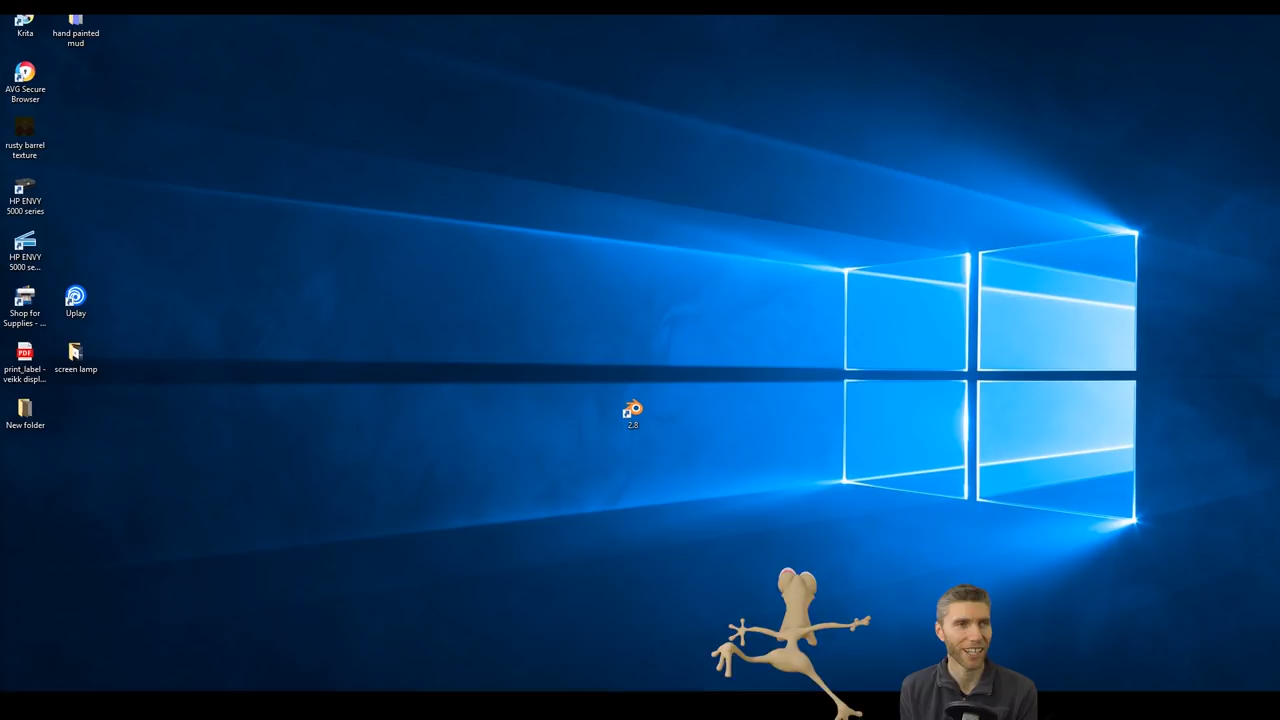 Krita
hand painted
mud
AVG Secure
Browser
rusty barrel
texture
HP ENVY
5000 series
HP ENVY
5000 se...
Shop for
Supplies - ...
Uplay
print_label -
veikk displ...
screen lamp
New folder
2.8
PDF